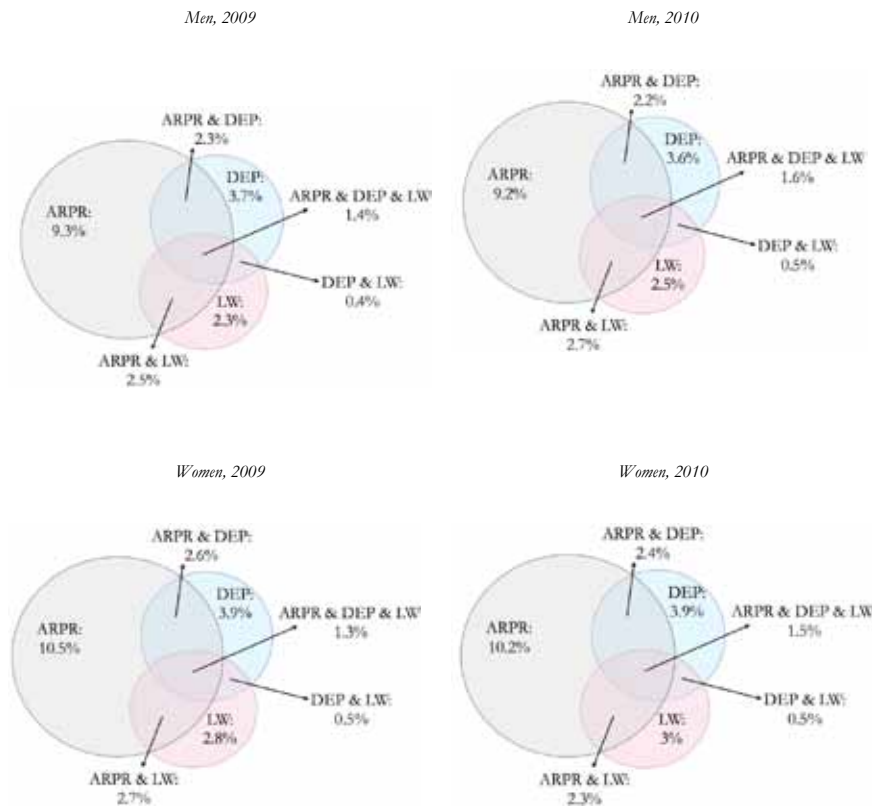 Men, 2009
ARPR & DEP:
2.3%
DEP:
3.7%
ARPR & DEP & LW
1.4%
ARPR:
9.3%
DEP & LW:
0.4%
LW:
2.3%
ARPR & LW:
2.5%
Men, 2010
ARPR & DEP:
2.2%
DEP:
3.6%
ARPR & DEP & LW
1.6%
ARPR:
9.2%
DEP & LW:
0.5%
LW:
2.5%
ARPR & LW:
2.7%
Women, 2009
ARPR & DEP:
2.6%
DEP:
3.9%
ARPR & DEP & LW
1.3%
ARPR:
10.5%
DEP & LW:
0.5%
LW:
2.8%
ARPR & LW:
2.7%
Women, 2010
ARPR & DEP:
2.4%
DEP:
3.9%
ARPR & DEP & LW
1.5%
ARPR:
10.2%
DEP & LW:
0.5%
LW:
3%
ARPR & LW:
2.3%